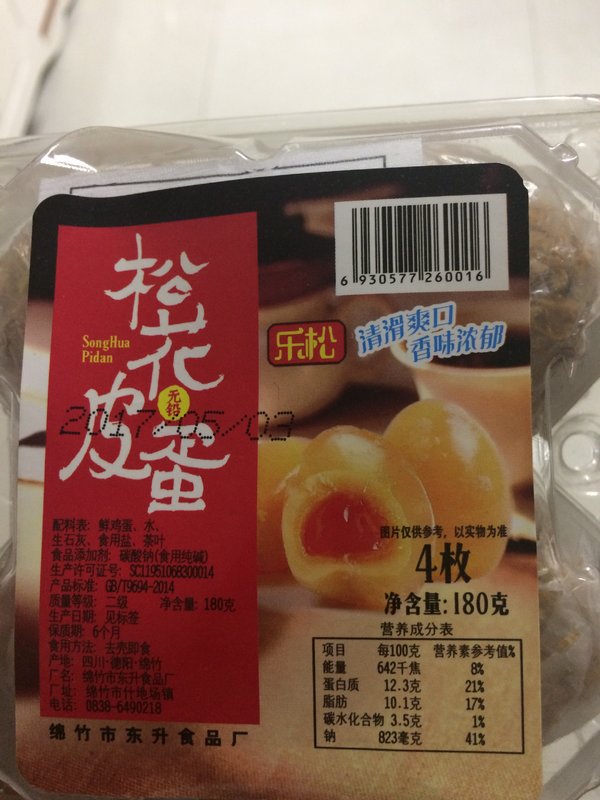 6 930577 260016
松花
SongHua
Pidan
乐松
清滑爽口
香味浓郁
无铅
皮蛋
2017/05/03
配料表: 鲜鸡蛋、水、
生石灰、食用盐、茶叶
食品添加剂: 碳酸钠(食用纯碱)
生产许可证号: SC11951068300014
产品标准: GB/T9694-2014
质量等级: 二级 净含量: 180克
生产日期: 见标签
保质期: 6个月
食用方法: 去壳即食
产地: 四川·德阳·绵竹
厂名: 绵竹市东升食品厂
厂址: 绵竹市什地场镇
电话: 0838-6490218
绵竹市东升食品厂
图片仅供参考，以实物为准
4枚
净含量:180克
营养成分表
项目 每100克 营养素参考值%
能量 642千焦 8%
蛋白质 12.3克 21%
脂肪 10.1克 17%
碳水化合物 3.5克 1%
钠 823毫克 41%